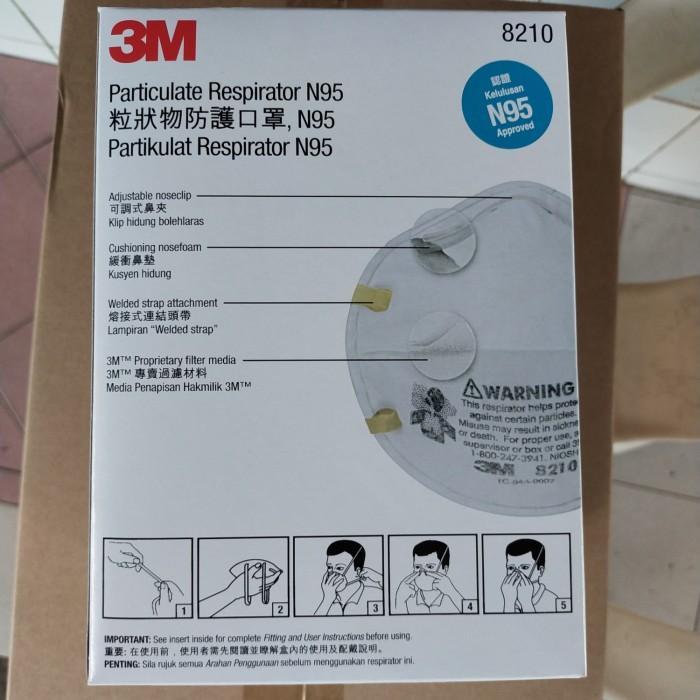 3M
8210
Particulate Respirator N95
粒狀物防護口罩, N95
Partikulat Respirator N95
認證
Kelulusan
N95
Approved
Adjustable noseclip
可調式鼻夾
Klip hidung bolehlaras
Cushioning nosefoam
緩衝鼻墊
Kusyen hidung
Welded strap attachment
熔接式連結頭帶
Lampiran “Welded strap”
3M™ Proprietary filter media
3M™ 專賣過濾材料
Media Penapisan Hakmilik 3M™
WARNING
This respirator helps prote
against certain particles.
Misuse may result in sickne
or death. For proper use,
supervisor or box or call
1-800-247-3941. NIOSH
3M 8210
TC-84A-0007
1
2
3
4
5
IMPORTANT: See insert inside for complete Fitting and User Instructions before using.
重要: 在使用前，使用者需先閱讀並瞭解盒內的使用及配戴說明。
PENTING: Sila rujuk semua Arahan Penggunaan sebelum menggunakan respirator ini.